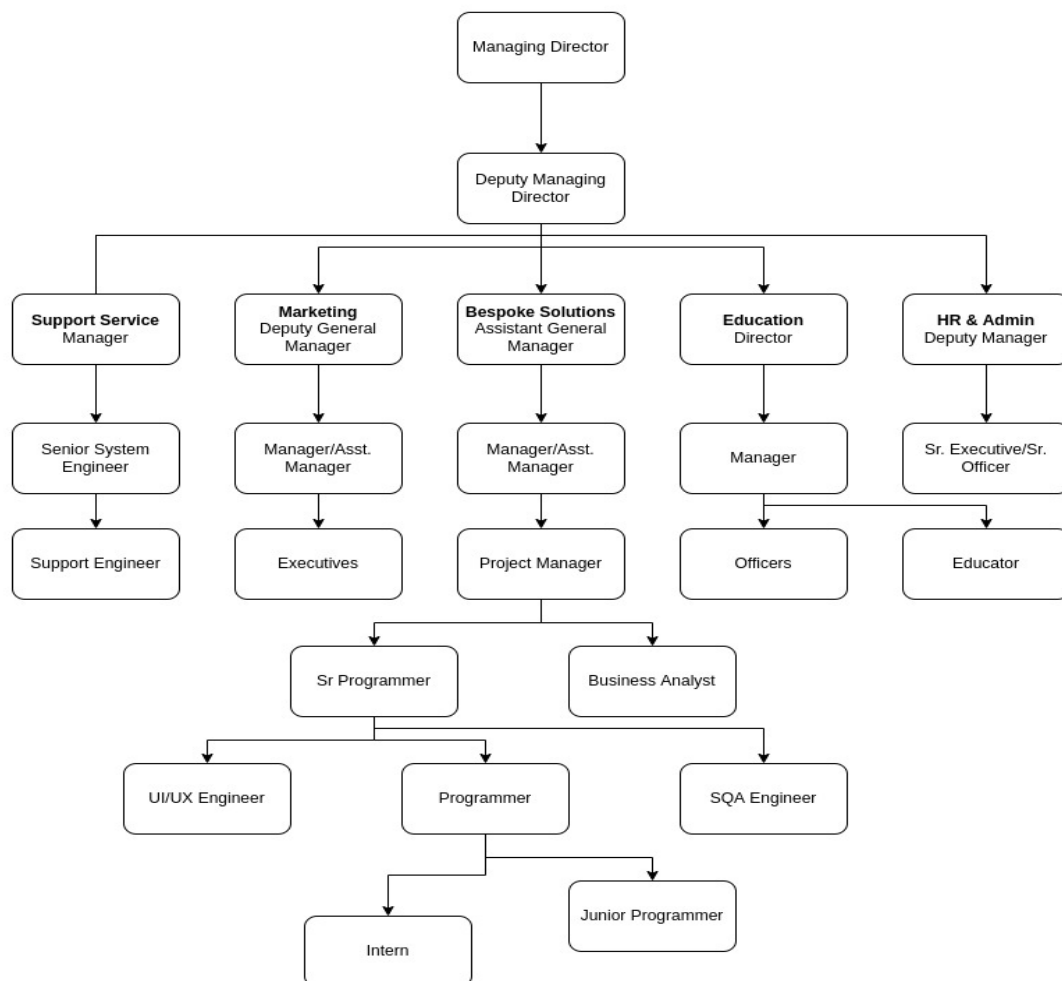 Managing Director
Deputy Managing
Director
Support Service
Manager
Marketing
Deputy General
Manager
Bespoke Solutions
Assistant General
Manager
Education
Director
HR & Admin
Deputy Manager
Senior System
Engineer
Manager/Asst.
Manager
Manager/Asst.
Manager
Manager
Sr. Executive/Sr.
Officer
Support Engineer
Executives
Project Manager
Officers
Educator
Sr Programmer
Business Analyst
UI/UX Engineer
Programmer
SQA Engineer
Junior Programmer
Intern